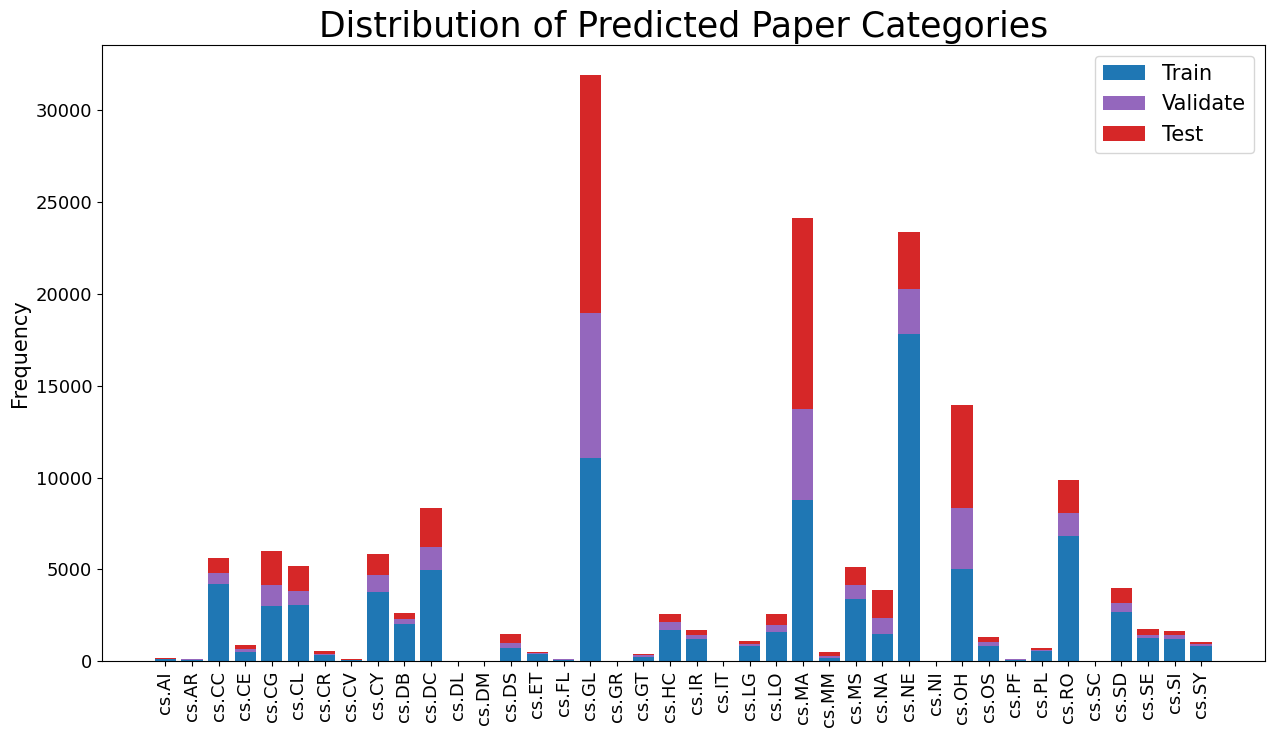 Distribution of Predicted Paper Categories
Train
Validate
Test
Frequency
30000
25000
20000
15000
10000
5000
0
cs.AI
cs.AR
cs.CC
cs.CE
cs.CG
cs.CL
cs.CR
cs.CV
cs.CY
cs.DB
cs.DC
cs.DL
cs.DM
cs.DS
cs.ET
cs.FL
cs.GL
cs.GR
cs.GT
cs.HC
cs.IR
cs.IT
cs.LG
cs.LO
cs.MA
cs.MM
cs.MS
cs.NA
cs.NE
cs.NI
cs.OH
cs.OS
cs.PF
cs.PL
cs.RO
cs.SC
cs.SD
cs.SE
cs.SI
cs.SY